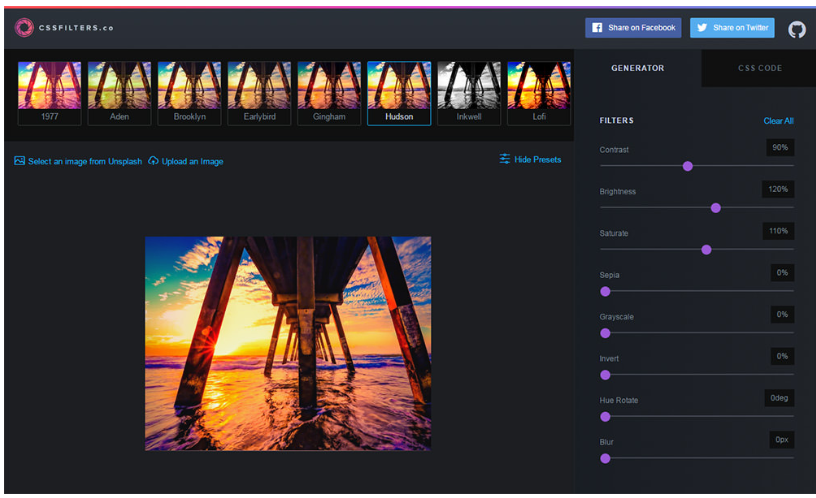 CSSFILTERS.co
Share on Facebook
Share on Twitter
1977
Aden
Brooklyn
Earlybird
Gingham
Hudson
Inkwell
Lofi
Select an image from Unsplash
Upload an Image
Hide Presets
GENERATOR
CSS CODE
FILTERS
Clear All
Contrast
90%
Brightness
120%
Saturate
110%
Sepia
0%
Grayscale
0%
Invert
0%
Hue Rotate
0deg
Blur
0px